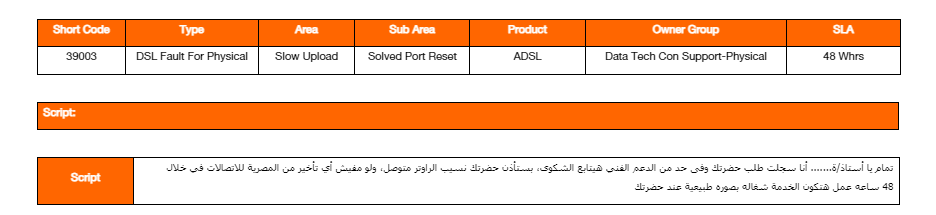 Short Code Type Area Sub Area Product Owner Group SLA
39003 DSL Fault For Physical Slow Upload Solved Port Reset ADSL Data Tech Con Support-Physical 48 Whrs
Script:
Script
تمام يا أستاذ/ة....... أنا سجلت طلب حضرتك وفى حد من الدعم الفني هيتابع الشكوى، بستأذن حضرتك نسيب الراوتر متوصل، ولو مفيش أي تأخير من المصرية للاتصالات في خلال
48 ساعه عمل هتكون الخدمة شغاله بصوره طبيعية عند حضرتك